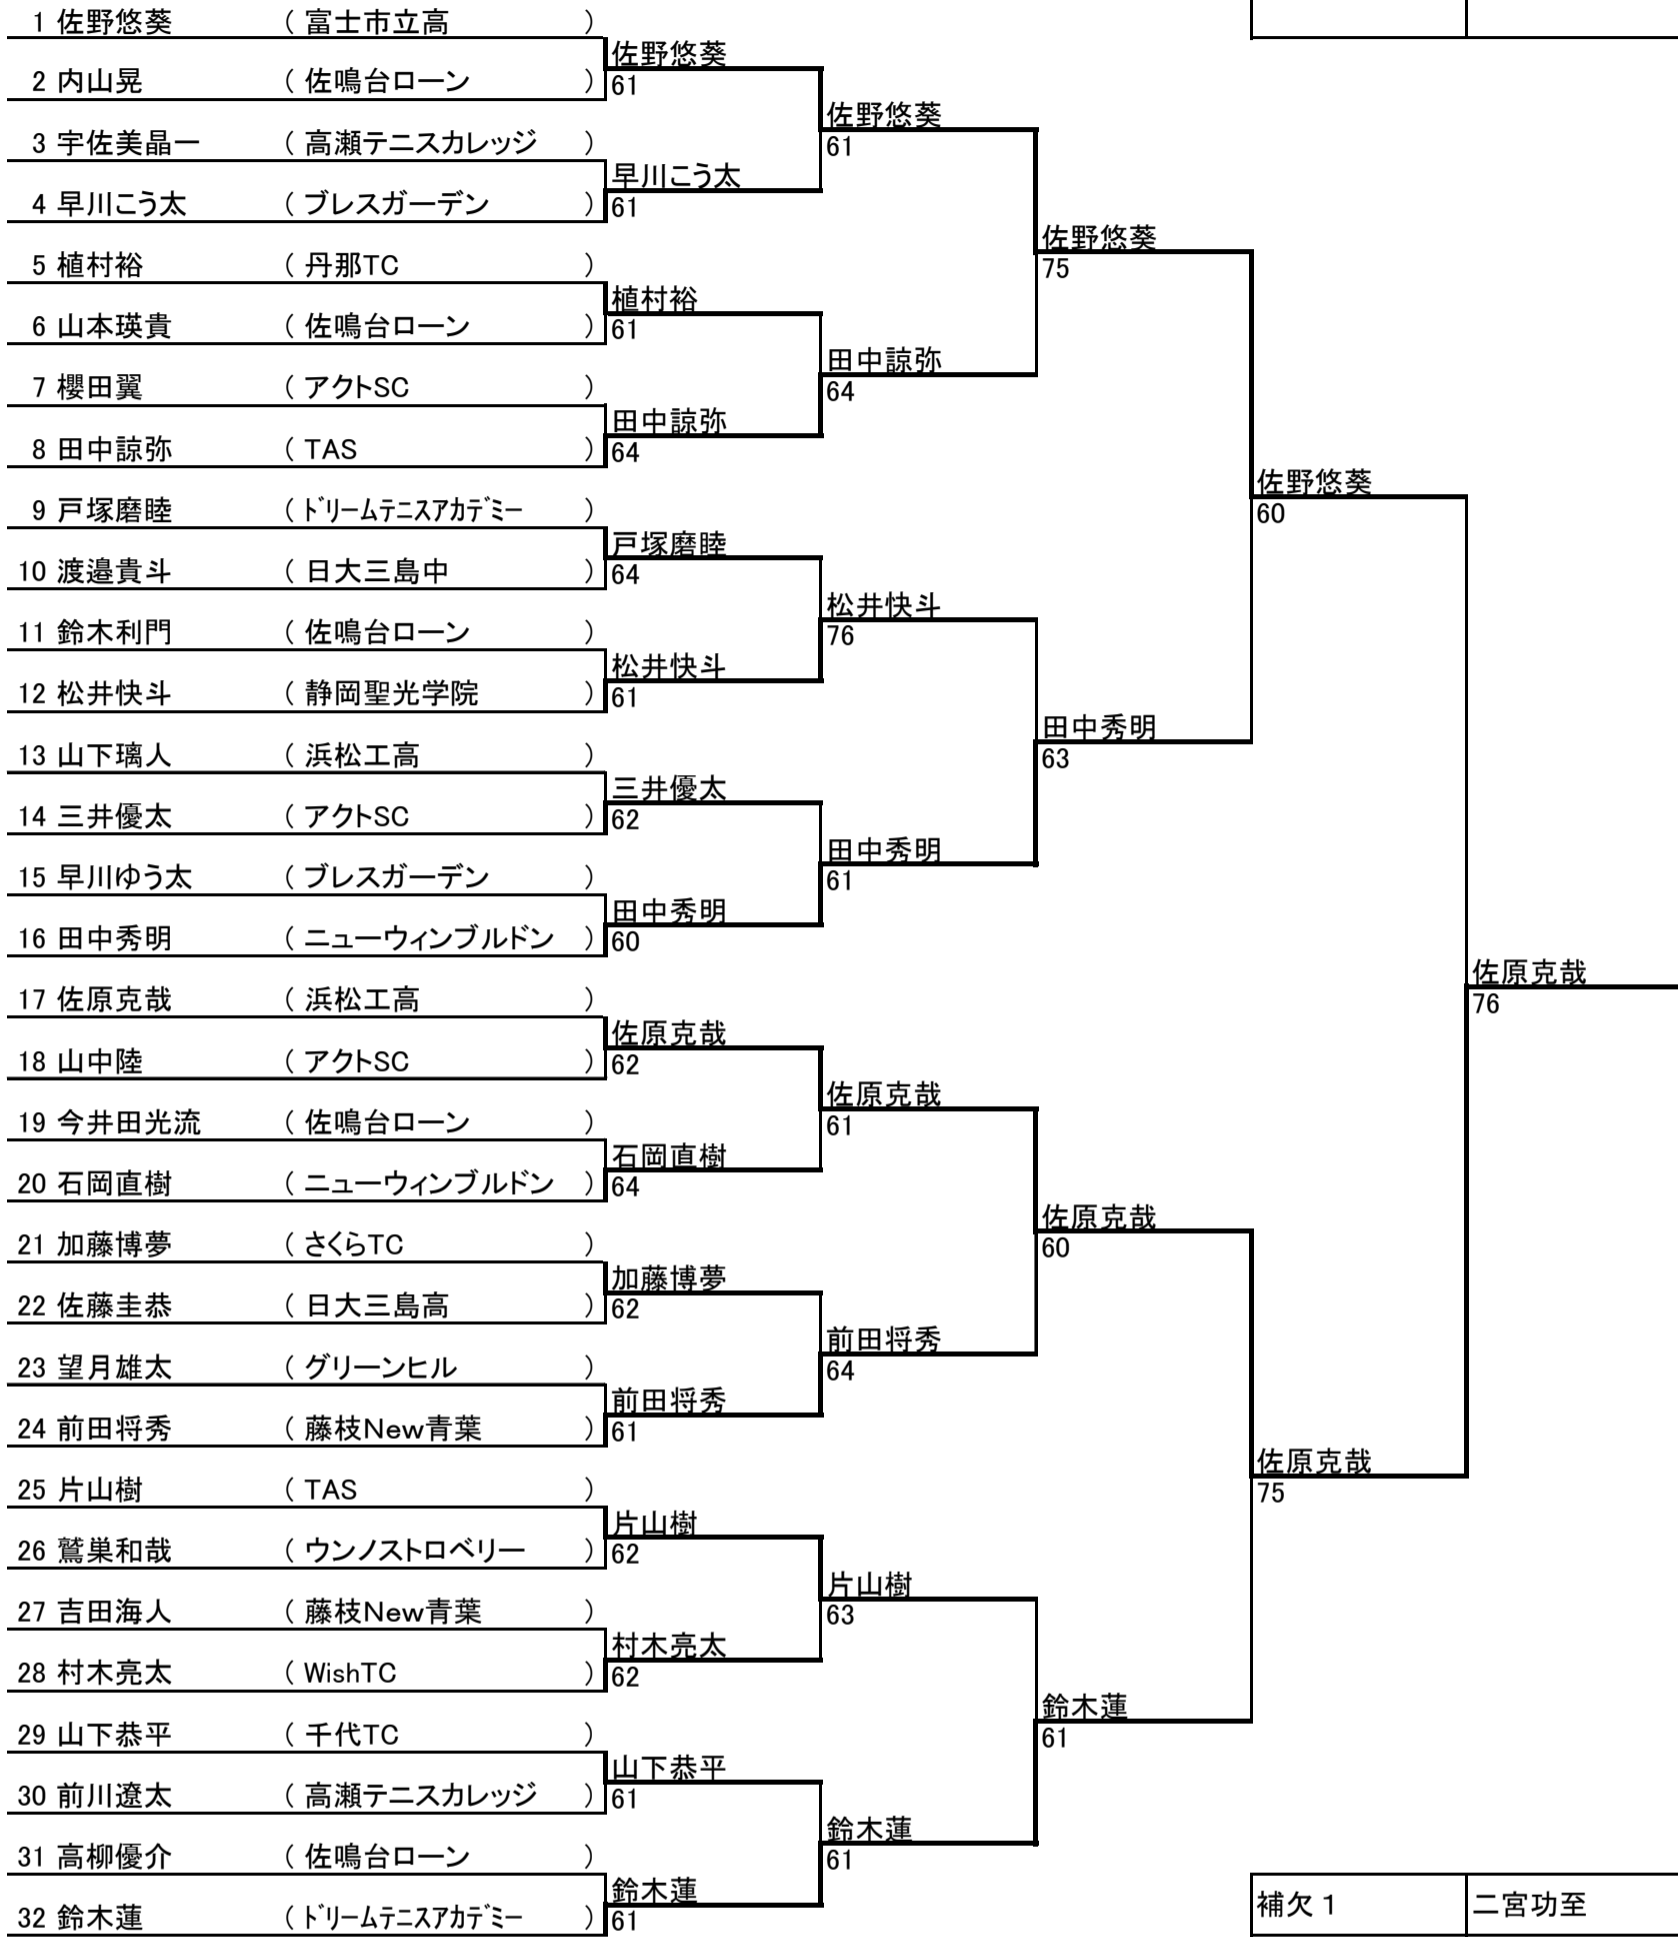 1 佐野悠葵 ( 富士市立高 )
2 内山晃 ( 佐鳴台ローン )
3 宇佐美晶一 ( 高瀬テニスカレッジ )
4 早川こう太 ( ブレスガーデン )
5 植村裕 ( 丹那TC )
6 山本瑛貴 ( 佐鳴台ローン )
7 櫻田翼 ( アクトSC )
8 田中諒弥 ( TAS )
9 戸塚磨睦 ( ﾄﾞﾘｰﾑﾃﾆｽｱｶﾃﾞﾐｰ )
10 渡邉貴斗 ( 日大三島中 )
11 鈴木利門 ( 佐鳴台ローン )
12 松井快斗 ( 静岡聖光学院 )
13 山下璃人 ( 浜松工高 )
14 三井優太 ( アクトSC )
15 早川ゆう太 ( ブレスガーデン )
16 田中秀明 ( ニューウィンブルドン )
17 佐原克哉 ( 浜松工高 )
18 山中陸 ( アクトSC )
19 今井田光流 ( 佐鳴台ローン )
20 石岡直樹 ( ニューウィンブルドン )
21 加藤博夢 ( さくらTC )
22 佐藤圭恭 ( 日大三島高 )
23 望月雄太 ( グリーンヒル )
24 前田将秀 ( 藤枝New青葉 )
25 片山樹 ( TAS )
26 鷲巣和哉 ( ウンノストロベリー )
27 吉田海人 ( 藤枝New青葉 )
28 村木亮太 ( WishTC )
29 山下恭平 ( 千代TC )
30 前川遼太 ( 高瀬テニスカレッジ )
31 高柳優介 ( 佐鳴台ローン )
32 鈴木蓮 ( ﾄﾞﾘｰﾑﾃﾆｽｱｶﾃﾞﾐｰ )
佐野悠葵
61
早川こう太
61
植村裕
61
田中諒弥
64
戸塚磨睦
64
松井快斗
61
三井優太
62
田中秀明
60
佐原克哉
62
石岡直樹
64
加藤博夢
62
前田将秀
61
片山樹
62
村木亮太
62
山下恭平
61
鈴木蓮
61
佐野悠葵
61
田中諒弥
64
松井快斗
76
田中秀明
61
佐原克哉
61
前田将秀
64
片山樹
63
鈴木蓮
61
佐野悠葵
75
田中秀明
63
佐原克哉
60
鈴木蓮
61
佐野悠葵
60
佐原克哉
75
佐原克哉
76
補欠1 二宮功至